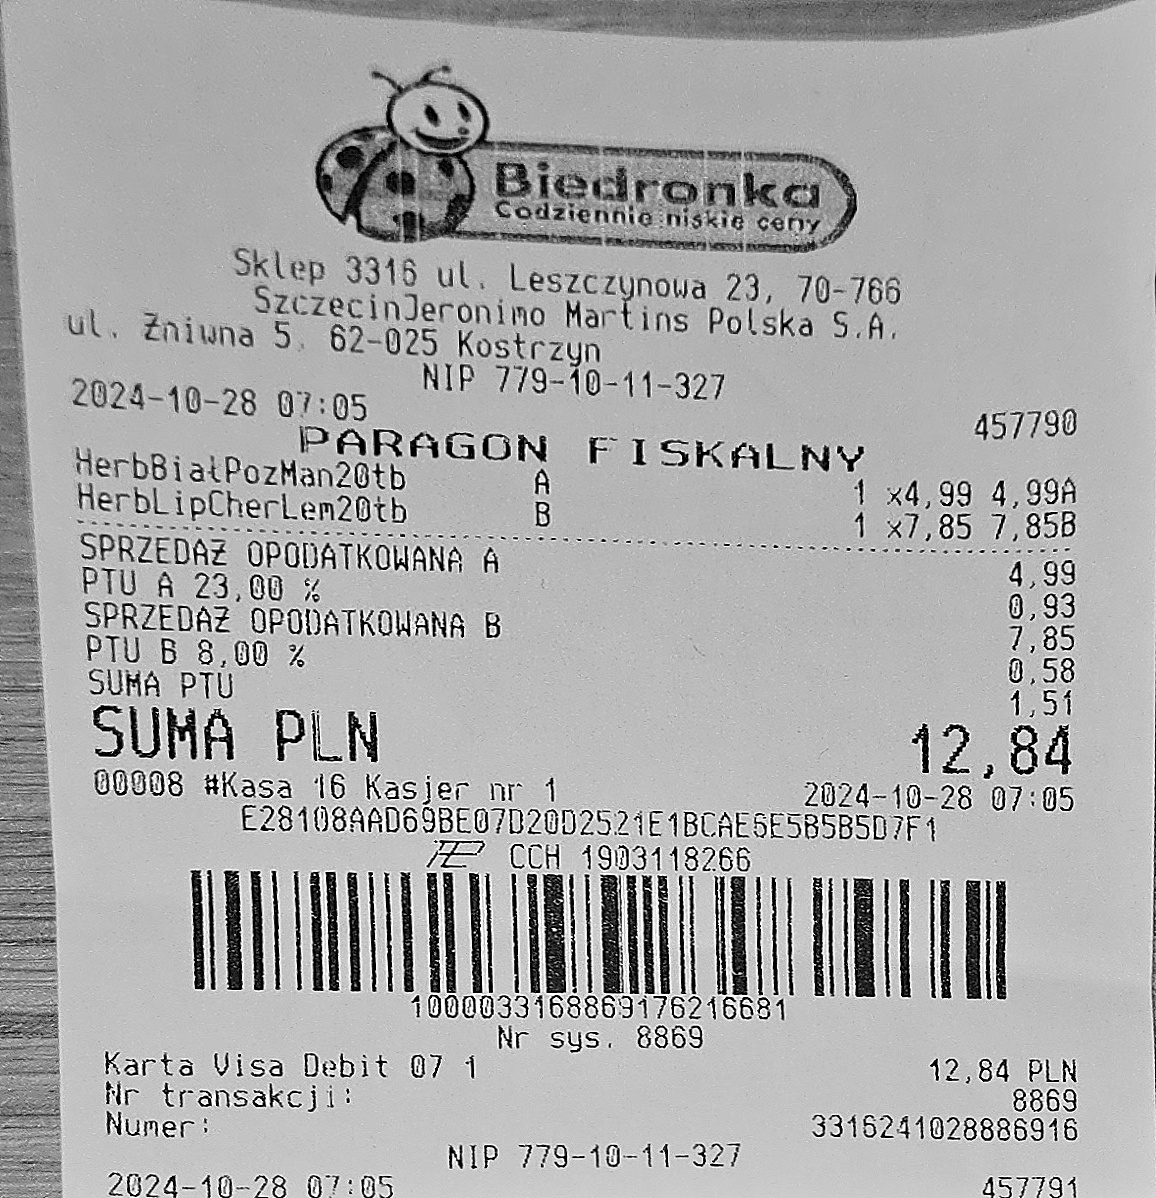 Biedronka
Codziennie niskie ceny
Sklep 3316 ul. Leszczynowa 23, 70-766
SzczecinJeronimo Martins Polska S.A.
ul. Żniwna 5, 62-025 Kostrzyn
NIP 779-10-11-327
2024-10-28 07:05 457790
PARAGON FISKALNY
HerbBiałPozMan20tb A 1 x4,99 4,99A
HerbLipCherLem20tb B 1 x7,85 7,85B
SPRZEDAŻ OPODATKOWANA A 4,99
PTU A 23,00 % 0,93
SPRZEDAŻ OPODATKOWANA B 7,85
PTU B 8,00 % 0,58
SUMA PTU 1,51
SUMA PLN 12,84
00008 #Kasa 16 Kasjer nr 1 2024-10-28 07:05
E28108AAD69BE07D20D2521E1BCAE6E5B5B5D7F1
CCH 1903118266
1000033168869176216681
Nr sys. 8869
Karta Visa Debit 07 1 12,84 PLN
Nr transakcji: 8869
Numer: 3316241028886916
NIP 779-10-11-327
2024-10-28 07:05 457791